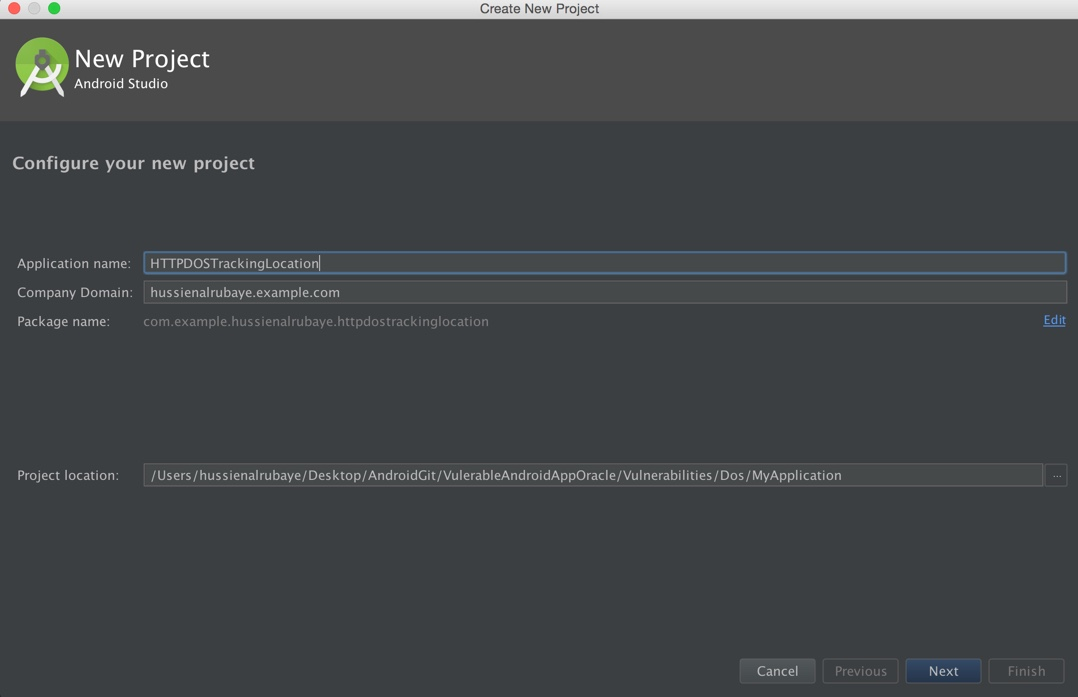 Create New Project
New Project
Android Studio
Configure your new project
Application name: HTTPDOSTrackingLocation
Company Domain: hussienalrubaye.example.com
Package name: com.example.hussienalrubaye.httpdostrackinglocation Edit
Project location: /Users/hussienalrubaye/Desktop/AndroidGit/VulerableAndroidAppOracle/Vulnerabilities/Dos/MyApplication ...
Cancel Previous Next Finish